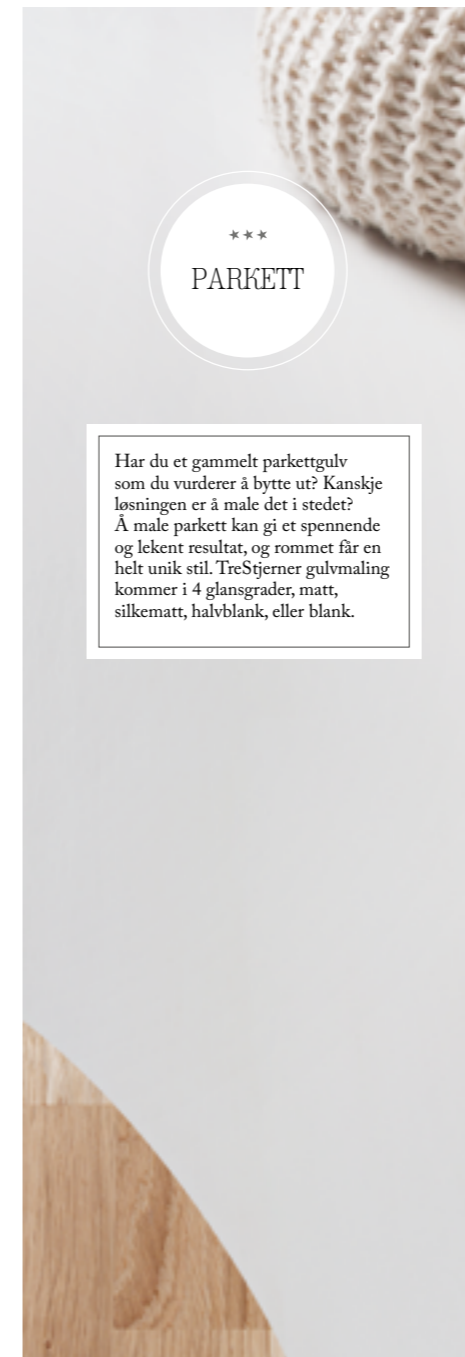 ★★★
PARKETT
Har du et gammelt parkettgulv
som du vurderer å bytte ut? Kanskje
løsningen er å male det i stedet?
Å male parkett kan gi et spennende
og lekent resultat, og rommet får en
helt unik stil. TreStjerner gulvmaling
kommer i 4 glansgrader, matt,
silkematt, halvblank, eller blank.